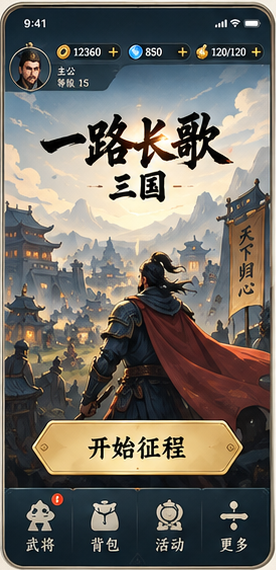 9:41
12360
850
120/120
主公
等级 15
一路长歌
三国
天下归心
开始征程
武将
背包
活动
更多